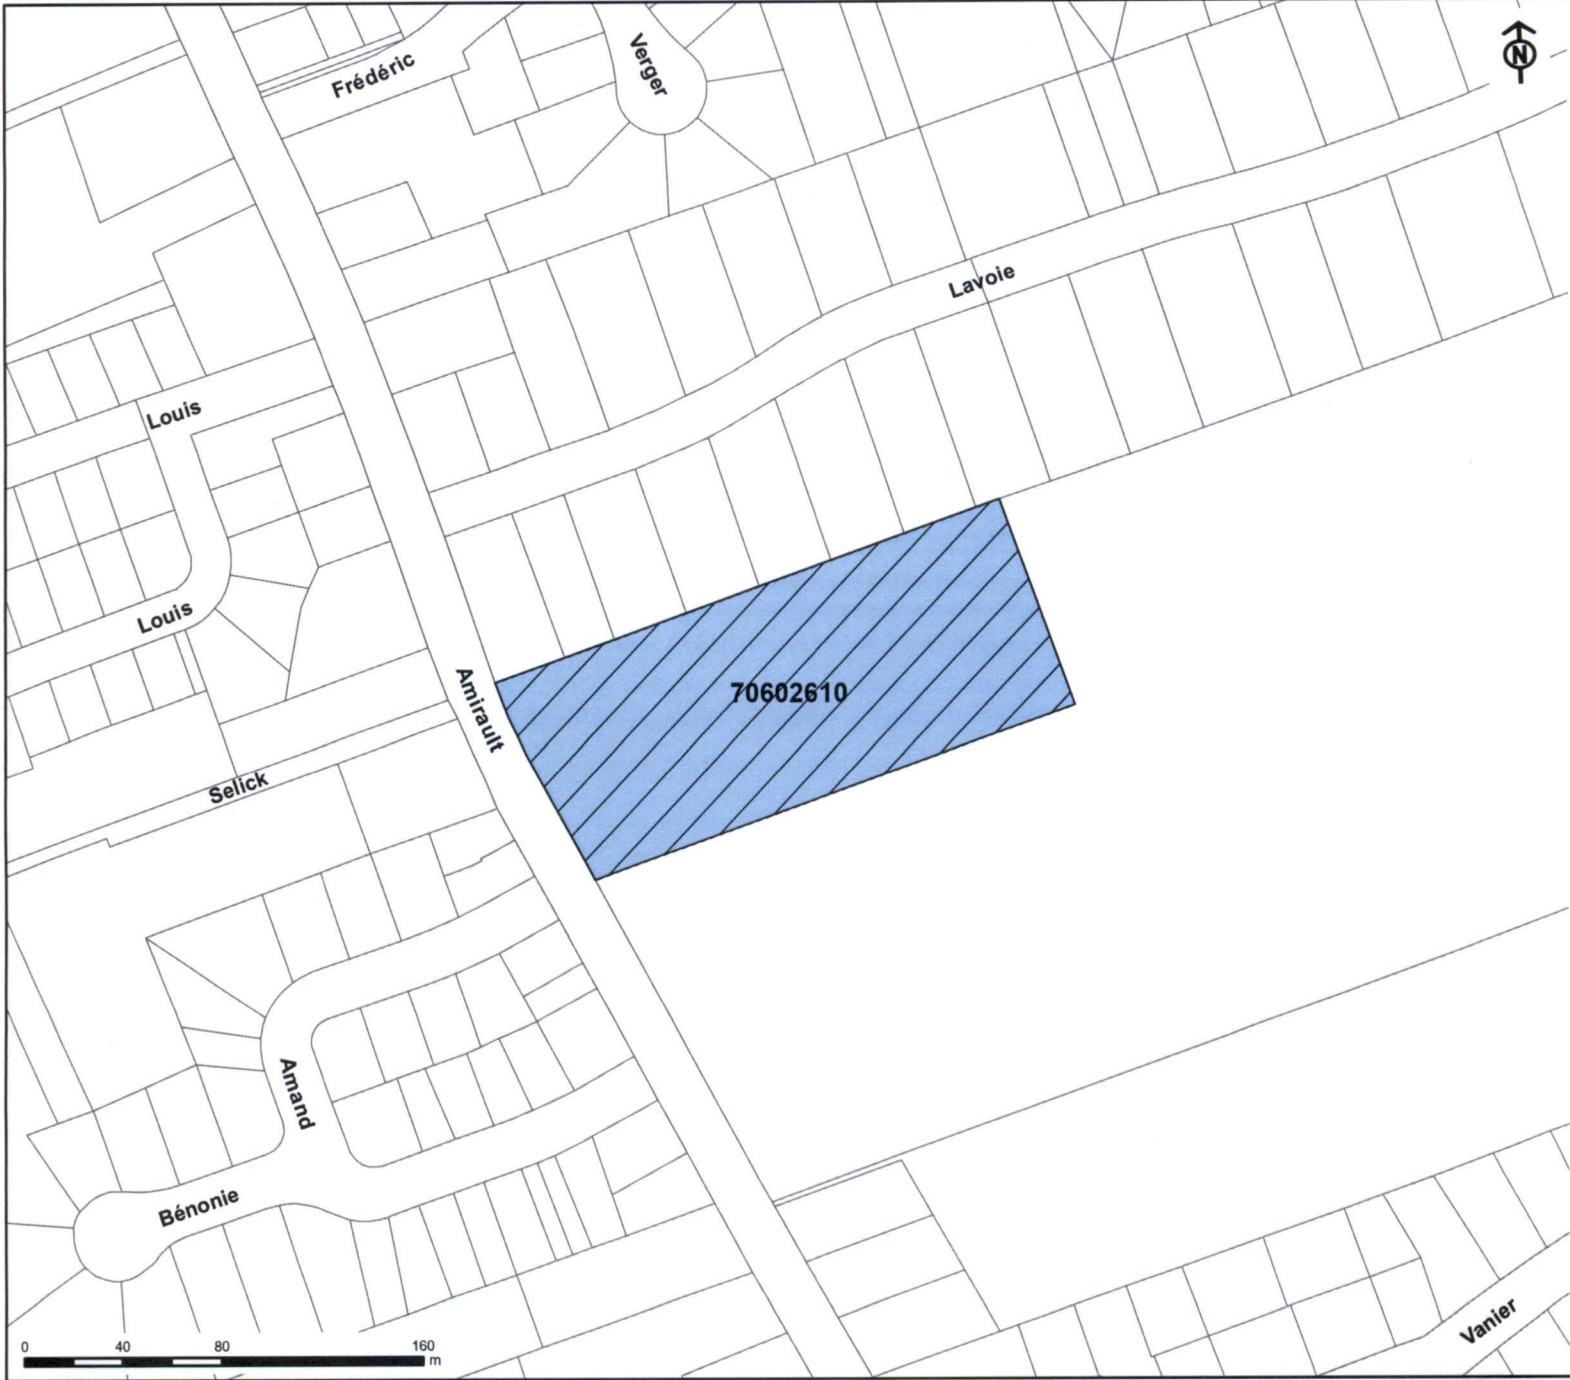 N
Frédéric
Verger
Lavoie
Louis
Louis
Amirault
70602610
Selick
Amand
Bénonie
Vanier
0 40 80 160
m